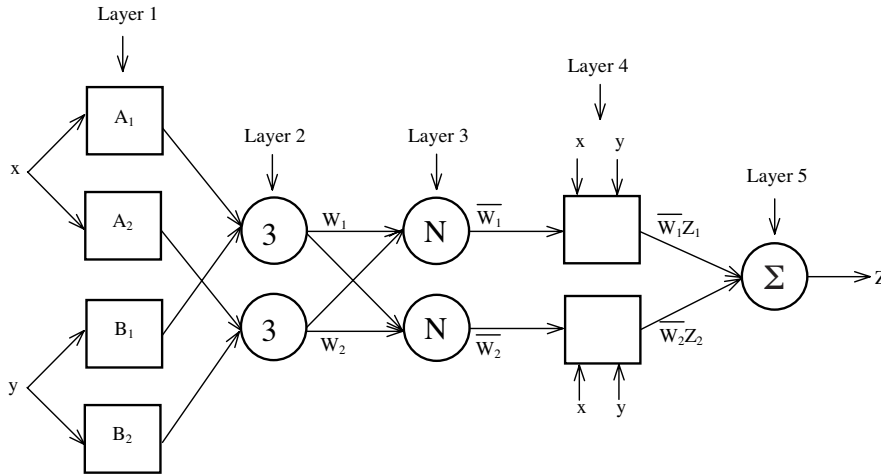 Layer 1
Layer 2
Layer 3
Layer 4
Layer 5
x
A₁
A₂
y
B₁
B₂
3
3
W₁
W₂
N
N
W̅₁
W̅₂
x y
x y
W̅₁Z₁
W̅₂Z₂
Σ
Z